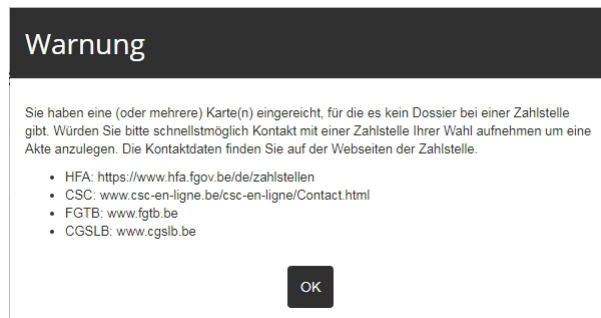 Warnung
Sie haben eine (oder mehrere) Karte(n) eingereicht, für die es kein Dossier bei einer Zahlstelle
gibt. Würden Sie bitte schnellstmöglich Kontakt mit einer Zahlstelle Ihrer Wahl aufnehmen um eine
Akte anzulegen. Die Kontaktdaten finden Sie auf der Webseiten der Zahlstelle.
• HFA: https://www.hfa.fgov.be/de/zahlstellen
• CSC: www.csc-en-ligne.be/csc-en-ligne/Contact.html
• FGTB: www.fgtb.be
• CGSLB: www.cgslb.be
OK